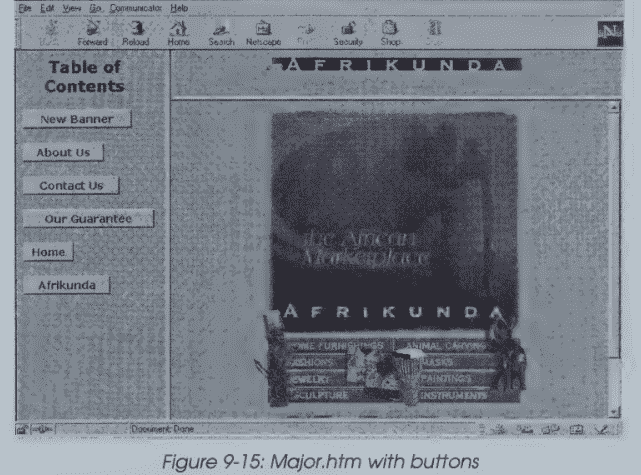 File Edit View Go Communicator Help
Forward Reload Home Search Netscape Security Shop
N
Table of
Contents
New Banner
About Us
Contact Us
Our Guarantee
Home
Afrikunda
AFRIKUNDA
the African
Marketplace
AFRIKUNDA
HOME FURNISHINGS ANIMAL CARVINGS
FASHIONS MASKS
JEWELRY PAINTINGS
SCULPTURE INSTRUMENTS
Document: Done
Figure 9-15: Major.htm with buttons